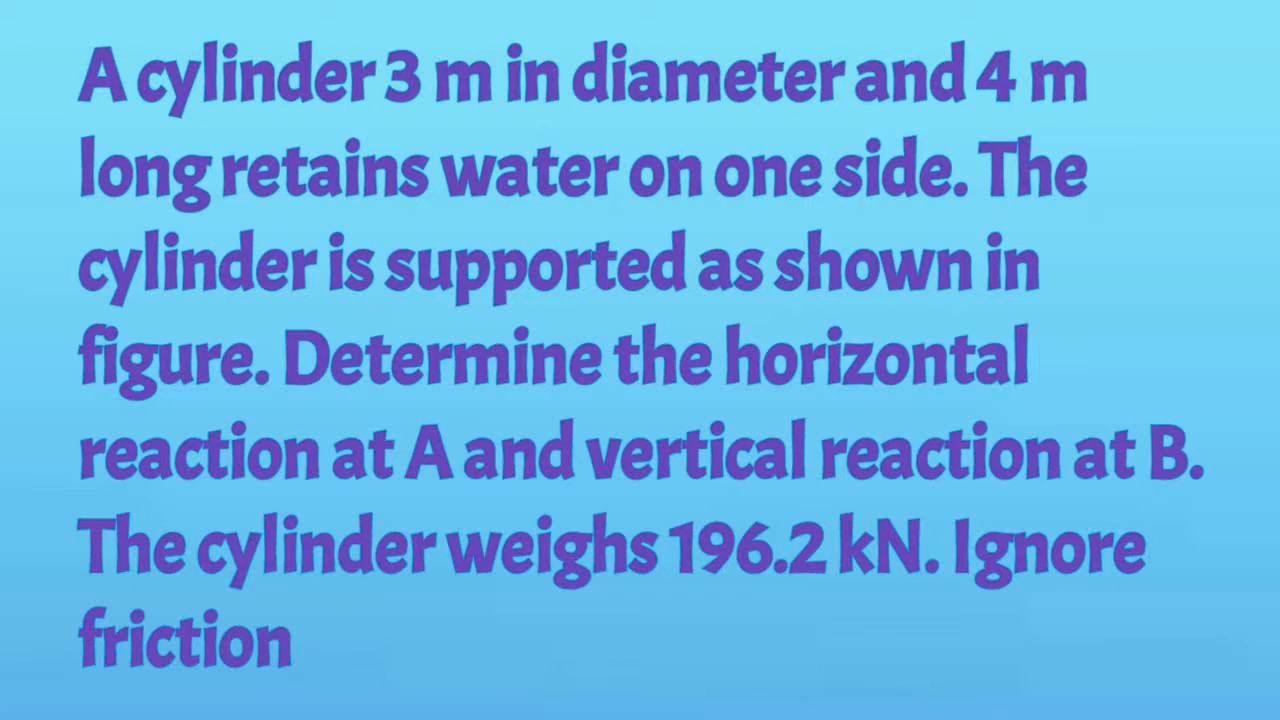 A cylinder 3 m in diameter and 4 m
long retains water on one side. The
cylinder is supported as shown in
figure. Determine the horizontal
reaction at A and vertical reaction at B.
The cylinder weighs 196.2 kN. Ignore
friction